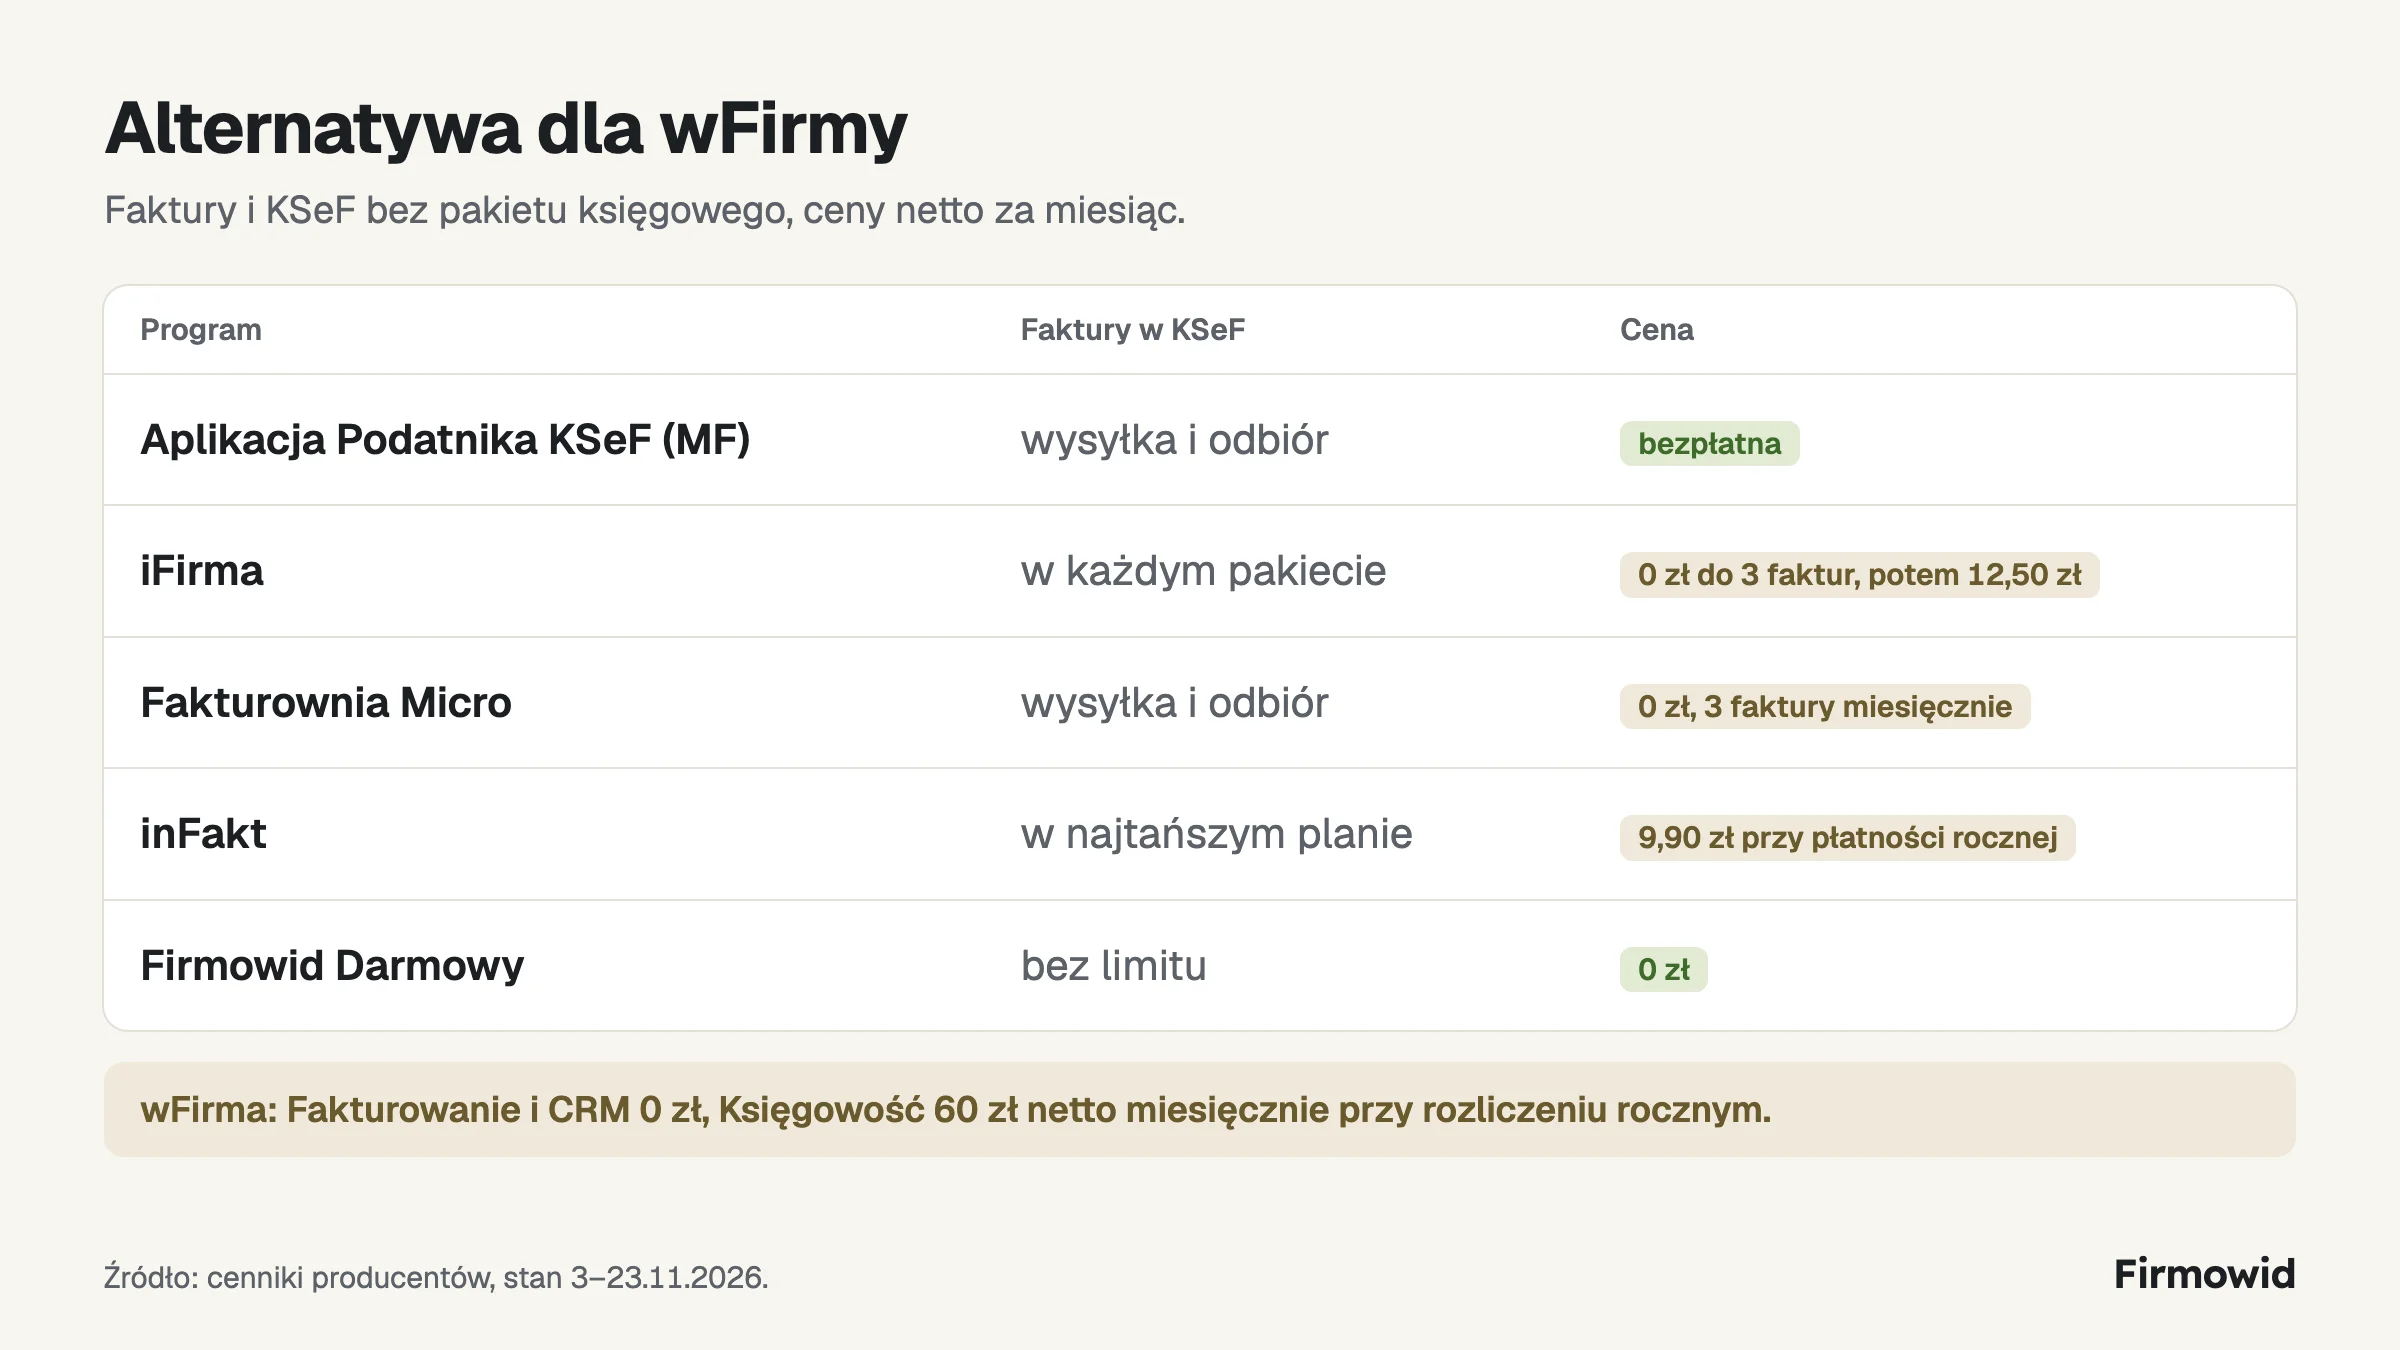 Alternatywa dla wFirmy
Faktury i KSeF bez pakietu księgowego, ceny netto za miesiąc.
Program Faktury w KSeF Cena
Aplikacja Podatnika KSeF (MF) wysyłka i odbiór bezpłatna
iFirma w każdym pakiecie 0 zł do 3 faktur, potem 12,50 zł
Fakturownia Micro wysyłka i odbiór 0 zł, 3 faktury miesięcznie
inFakt w najtańszym planie 9,90 zł przy płatności rocznej
Firmowid Darmowy bez limitu 0 zł
wFirma: Fakturowanie i CRM 0 zł, Księgowość 60 zł netto miesięcznie przy rozliczeniu rocznym.
Źródło: cenniki producentów, stan 3–23.11.2026.
Firmowid